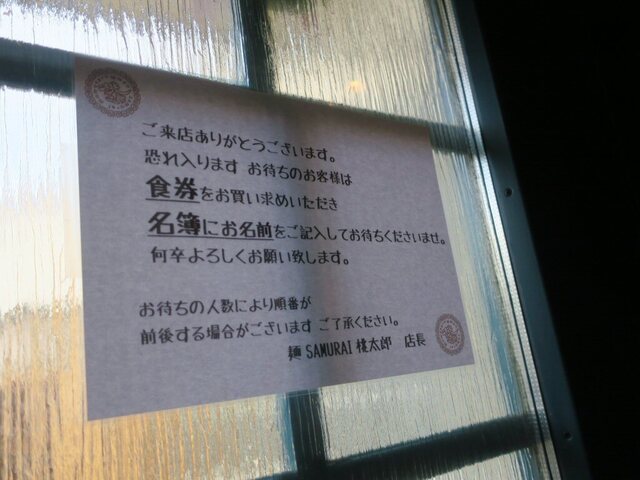 ご来店ありがとうございます。
恐れ入ります お待ちのお客様は
食券をお買い求めいただき
名簿にお名前をご記入してお待ちくださいませ。
何卒よろしくお願い致します。
お待ちの人数により順番が
前後する場合がございます ご了承ください。
麺 SAMURAI 桃太郎 店長